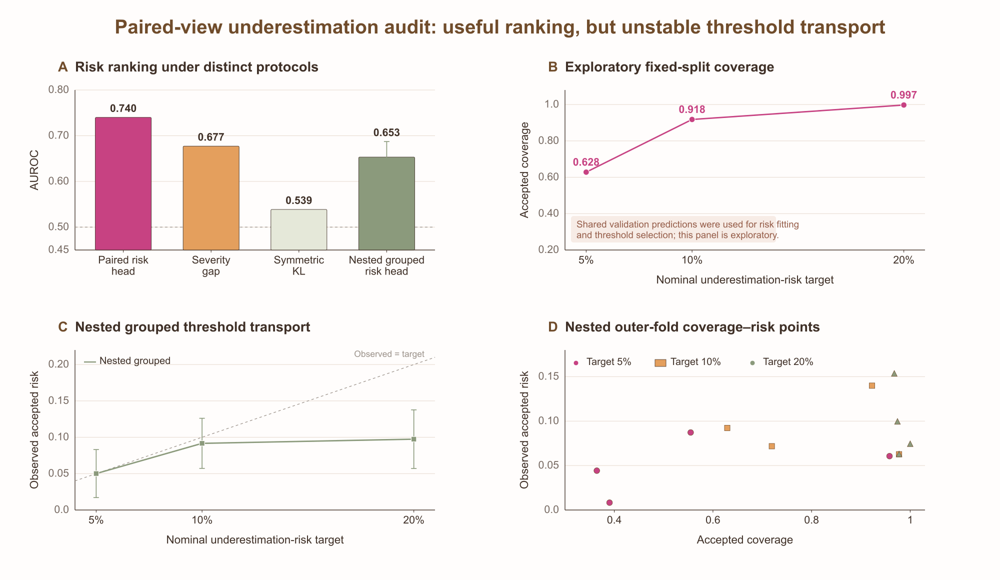 Paired-view underestimation audit: useful ranking, but unstable threshold transport
A Risk ranking under distinct protocols
0.80
0.70
0.60
0.50
0.45
AUROC
0.740
0.677
0.539
0.653
Paired risk
head
Severity
gap
Symmetric
KL
Nested grouped
risk head
B Exploratory fixed-split coverage
1.0
0.80
0.60
0.40
0.20
Accepted coverage
0.628
0.918
0.997
Shared validation predictions were used for risk fitting
and threshold selection; this panel is exploratory.
5%
10%
20%
Nominal underestimation-risk target
C Nested grouped threshold transport
0.20
0.15
0.10
0.05
0.0
Observed accepted risk
Nested grouped
Observed = target
5%
10%
20%
Nominal underestimation-risk target
D Nested outer-fold coverage–risk points
Target 5%
Target 10%
Target 20%
0.15
0.10
0.05
0.0
Observed accepted risk
0.4
0.6
0.8
1
Accepted coverage